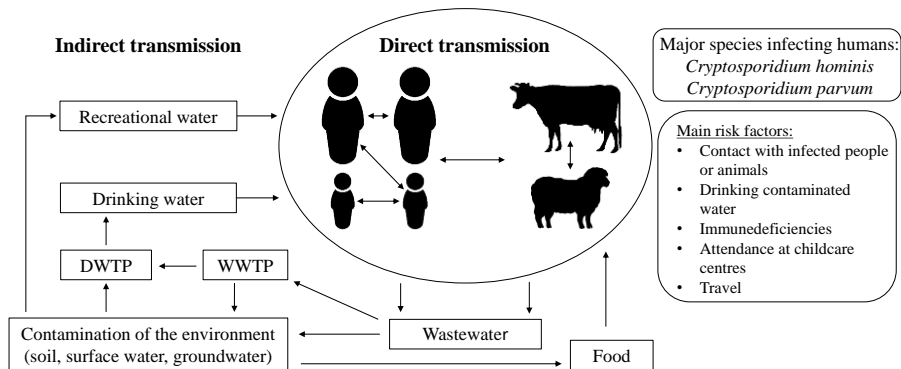 Indirect transmission
Direct transmission
Recreational water
Drinking water
DWTP
WWTP
Contamination of the environment
(soil, surface water, groundwater)
Wastewater
Food
Major species infecting humans:
Cryptosporidium hominis
Cryptosporidium parvum
Main risk factors:
• Contact with infected people
or animals
• Drinking contaminated
water
• Immunedeficiencies
• Attendance at childcare
centres
• Travel